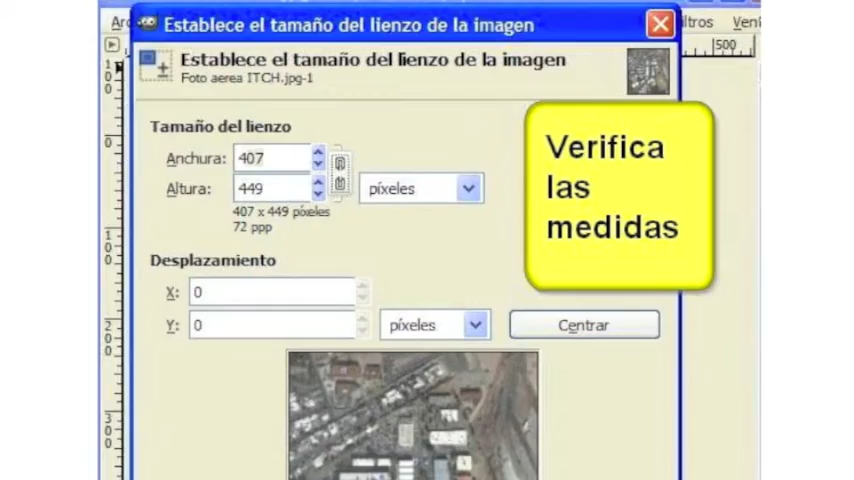 Establece el tamaño del lienzo de la imagen
Establece el tamaño del lienzo de la imagen
Foto aerea ITCH.jpg-1
500
Tamaño del lienzo
Anchura: 407
Altura: 449 píxeles
407 x 449 píxeles
72 ppp
Verifica
las
medidas
Desplazamiento
X: 0
Y: 0 píxeles Centrar